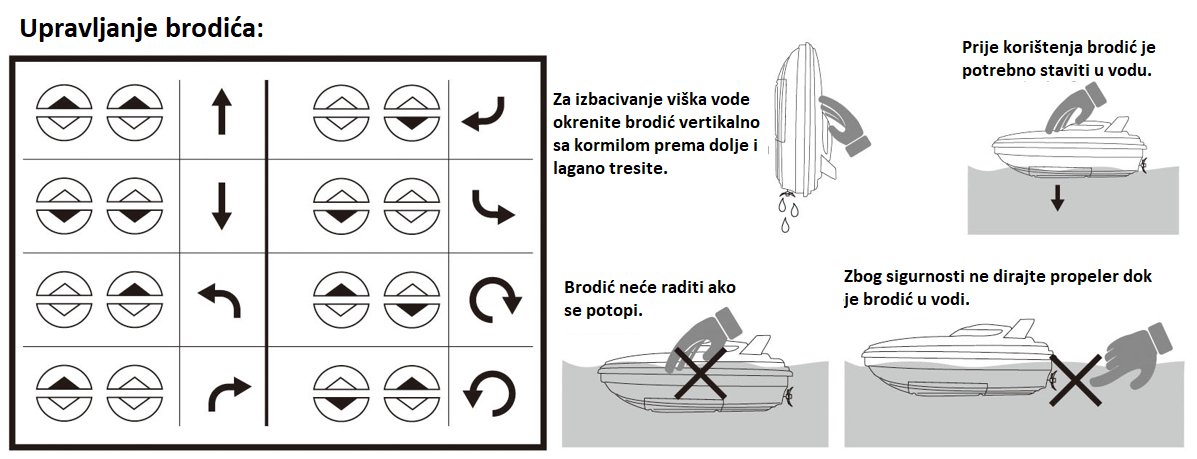 Upravljanje brodića:
Za izbacivanje viška vode
okrenite brodić vertikalno
sa kormilom prema dolje i
lagano tresite.
Prije korištenja brodić je
potrebno staviti u vodu.
Brodić neće raditi ako
se potopi.
Zbog sigurnosti ne dirajte propeler dok
je brodić u vodi.